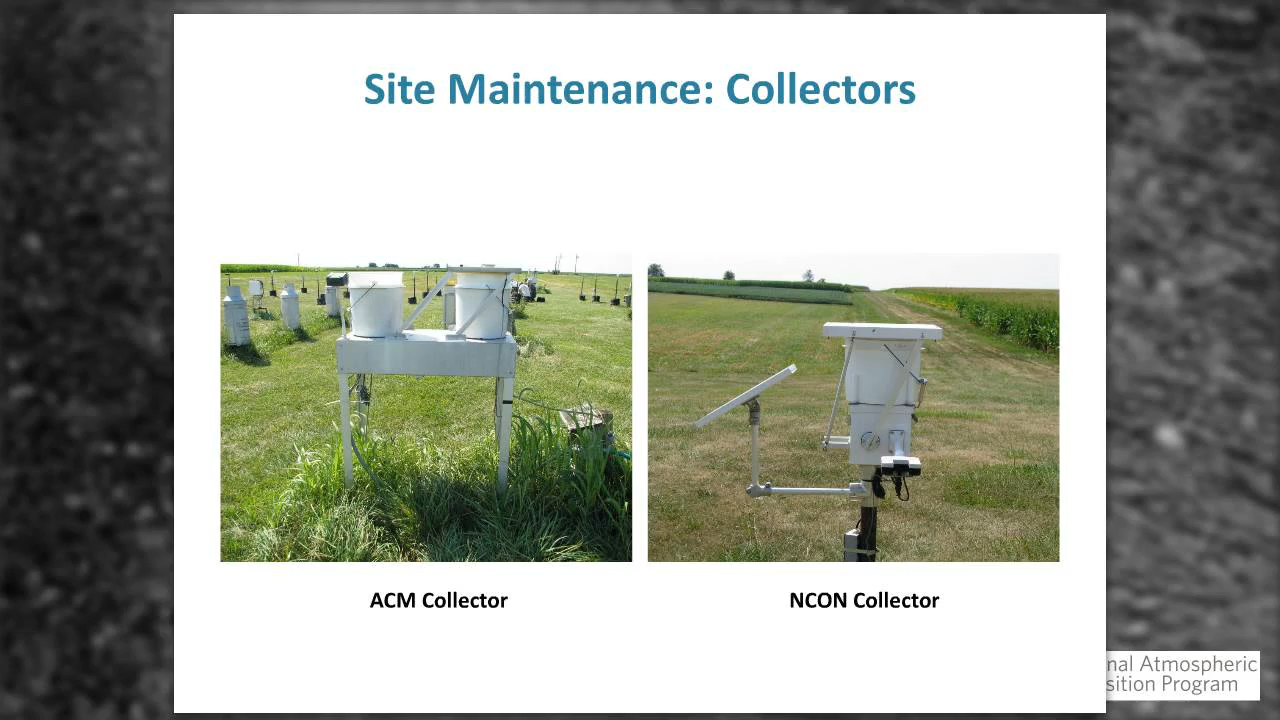 Site Maintenance: Collectors
ACM Collector
NCON Collector
nal Atmospheric
sition Program